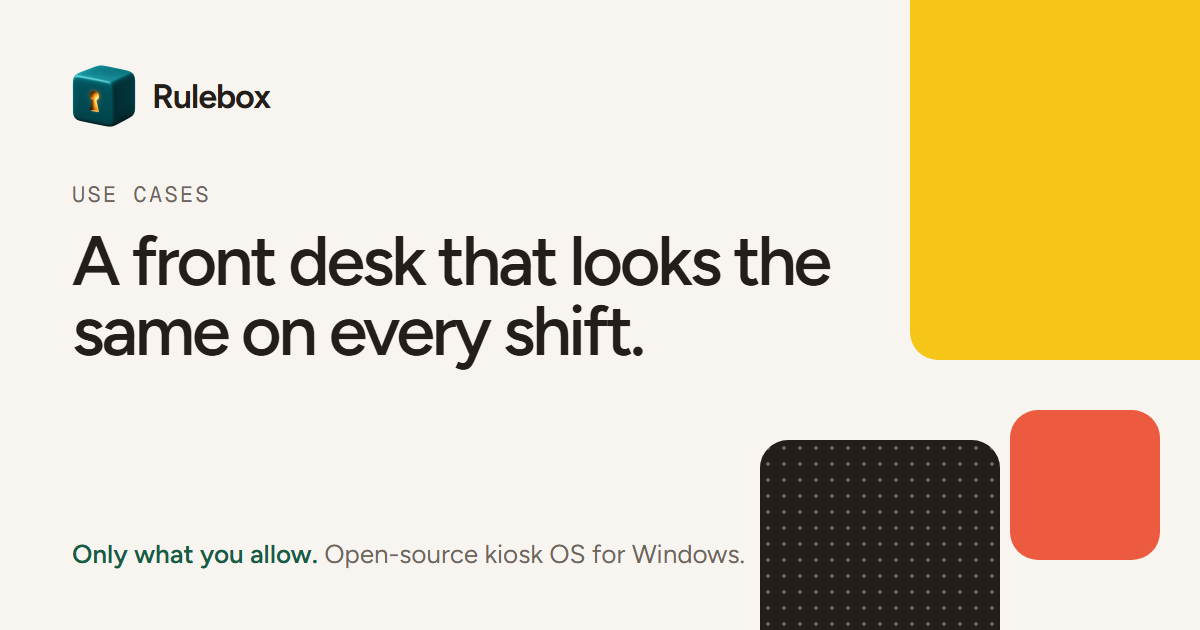 Rulebox
USE CASES
A front desk that looks the
same on every shift.
Only what you allow. Open-source kiosk OS for Windows.